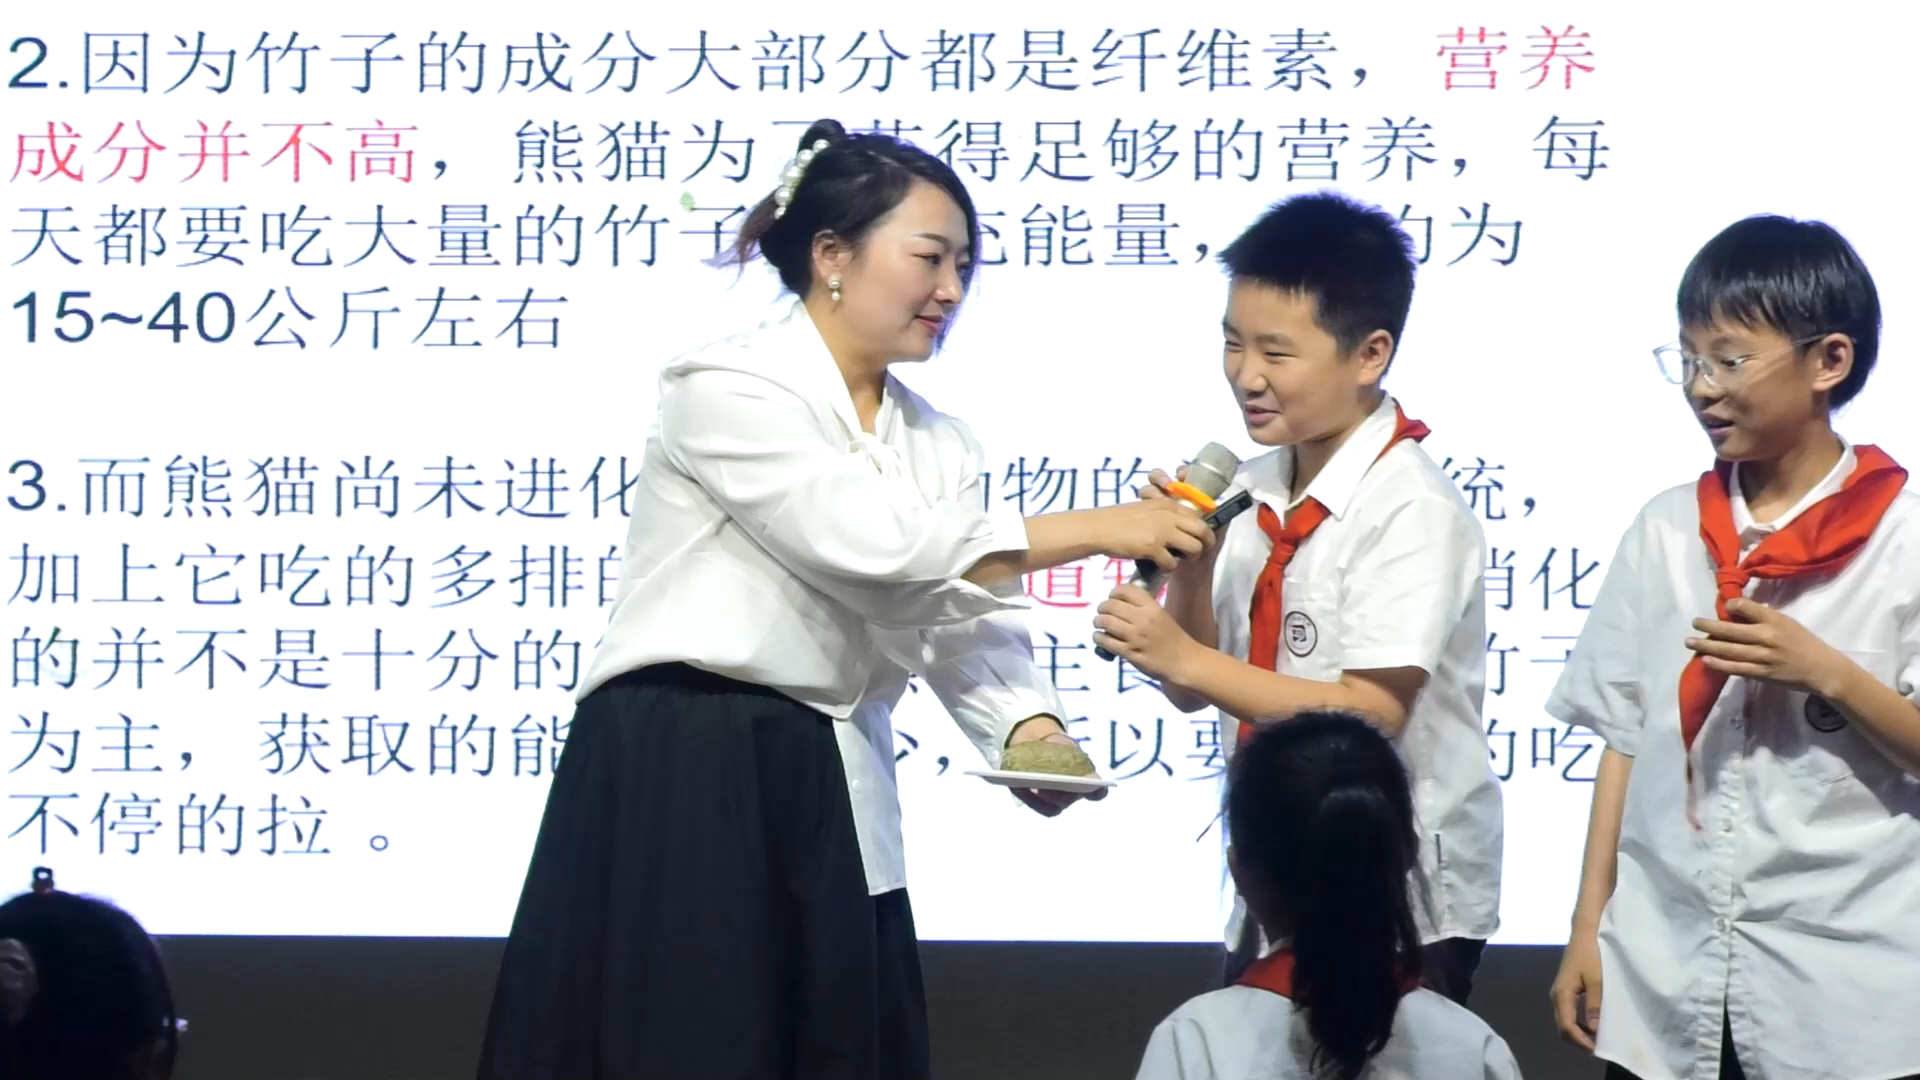 2.因为竹子的成分大部分都是纤维素，营养
成分并不高，熊猫为 得足够的营养，每
天都要吃大量的竹子 充能量， 约为
15~40公斤左右
3.而熊猫尚未进化 动物的 统，
加上它吃的多排的 道 消化
的并不是十分的 主食 竹子
为主，获取的能 少，所以要 的吃
不停的拉 。